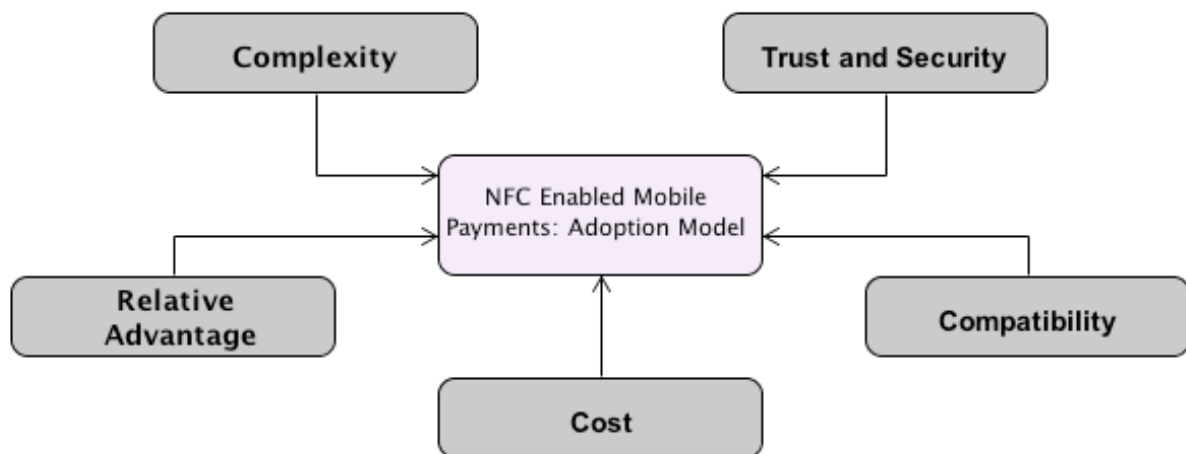 Complexity
Trust and Security
NFC Enabled Mobile
Payments: Adoption Model
Relative
Advantage
Compatibility
Cost